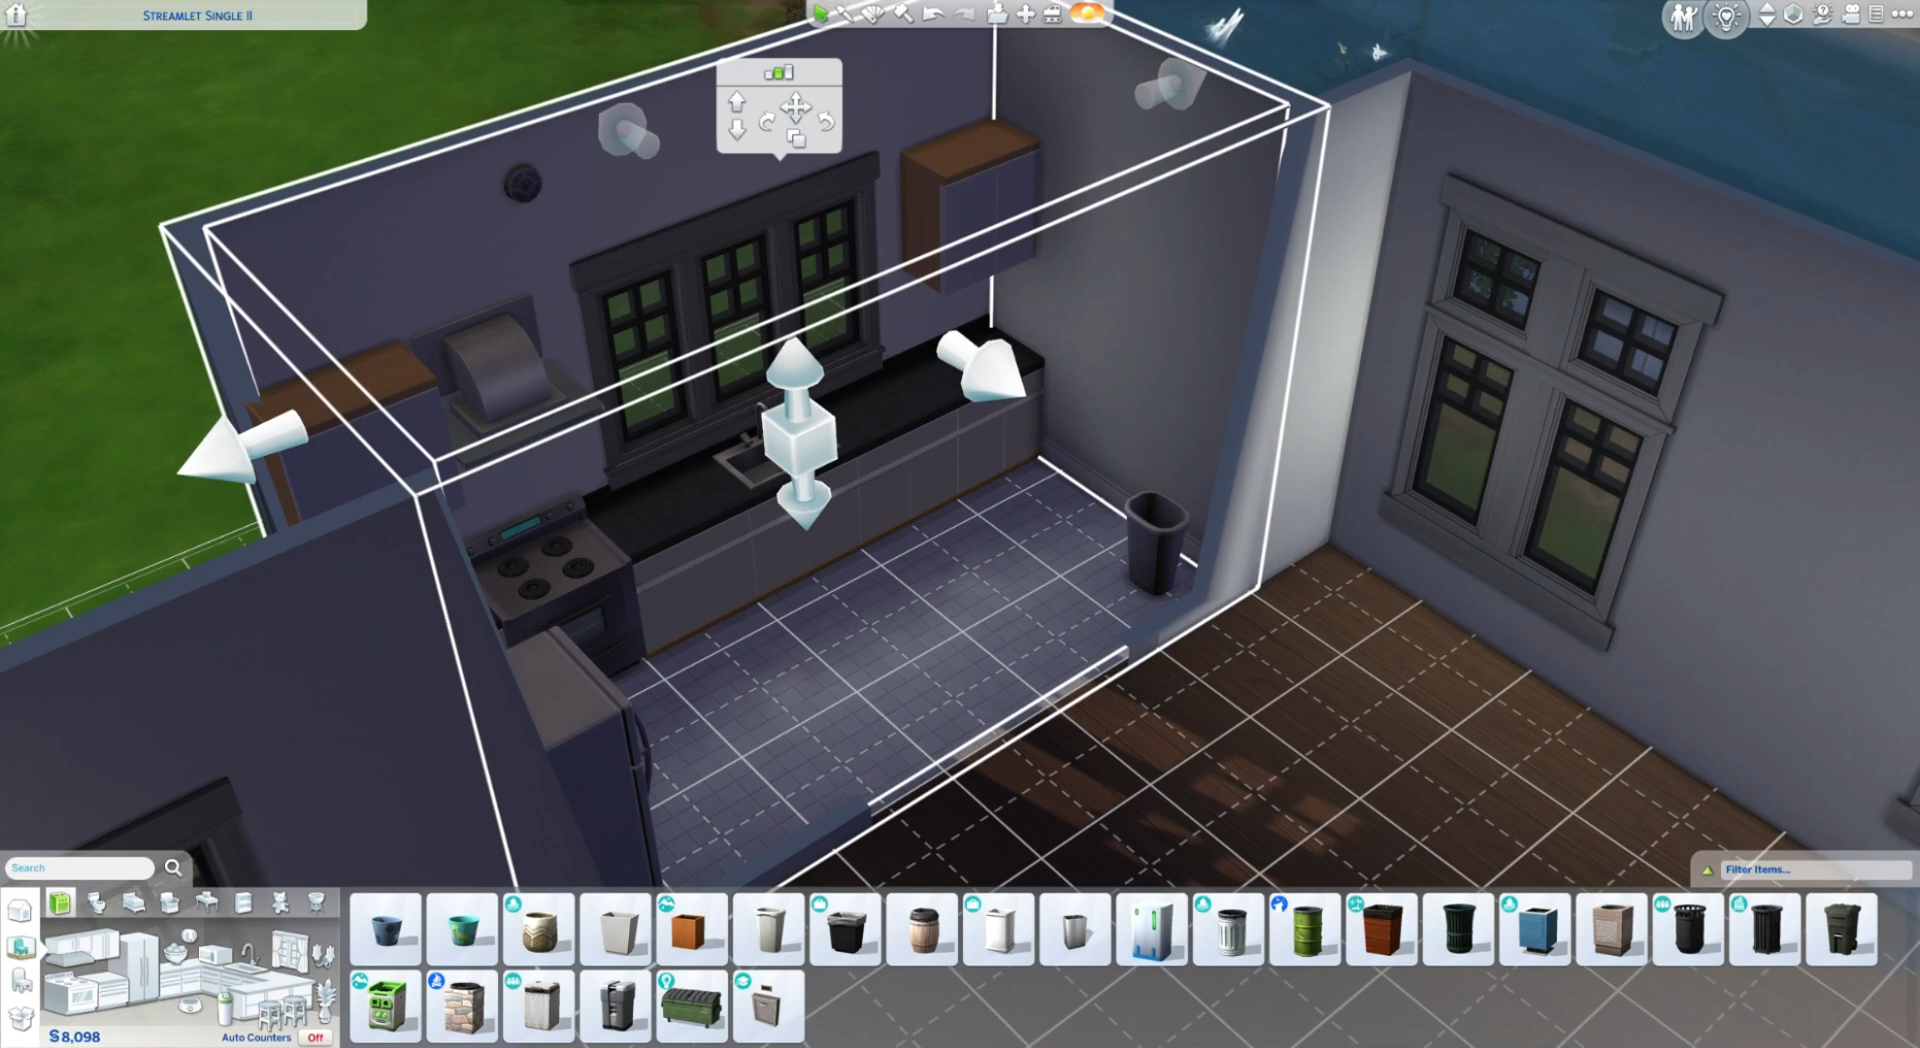 Streamlet Single II
Search
Filter Items...
§8,098
Auto Counters
Off